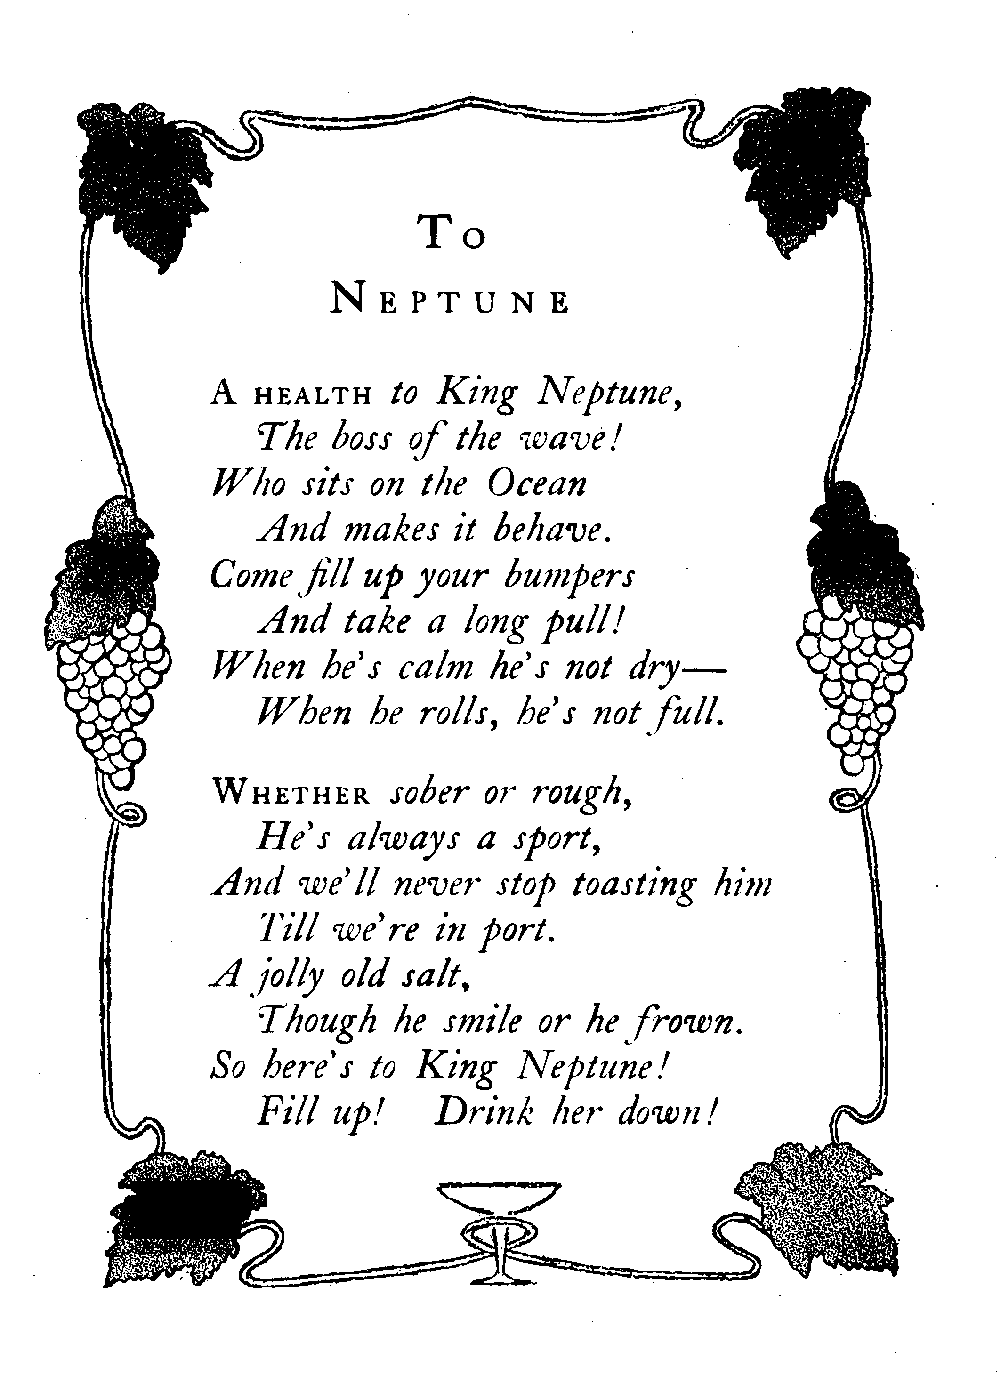 To
Neptune
A health to King Neptune,
The boss of the wave!
Who sits on the Ocean
And makes it behave.
Come fill up your bumpers
And take a long pull!
When he's calm he's not dry—
When he rolls, he's not full.
Whether sober or rough,
He's always a sport,
And we'll never stop toasting him
Till we're in port.
A jolly old salt,
Though he smile or he frown.
So here's to King Neptune!
Fill up! Drink her down!